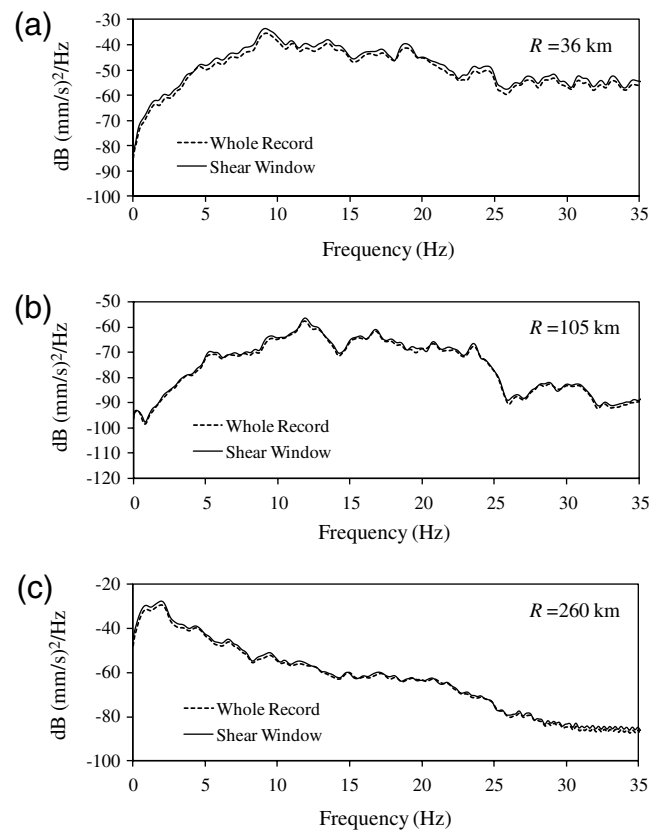 (a)
-30
-40
-50
-60
-70
-80
-90
-100
dB (mm/s)²/Hz
R = 36 km
Whole Record
Shear Window
0 5 10 15 20 25 30 35
Frequency (Hz)
(b)
-50
-60
-70
-80
-90
-100
-110
-120
dB (mm/s)²/Hz
R = 105 km
Whole Record
Shear Window
0 5 10 15 20 25 30 35
Frequency (Hz)
(c)
-20
-40
-60
-80
-100
dB (mm/s)²/Hz
R =260 km
Whole Record
Shear Window
0 5 10 15 20 25 30 35
Frequency (Hz)